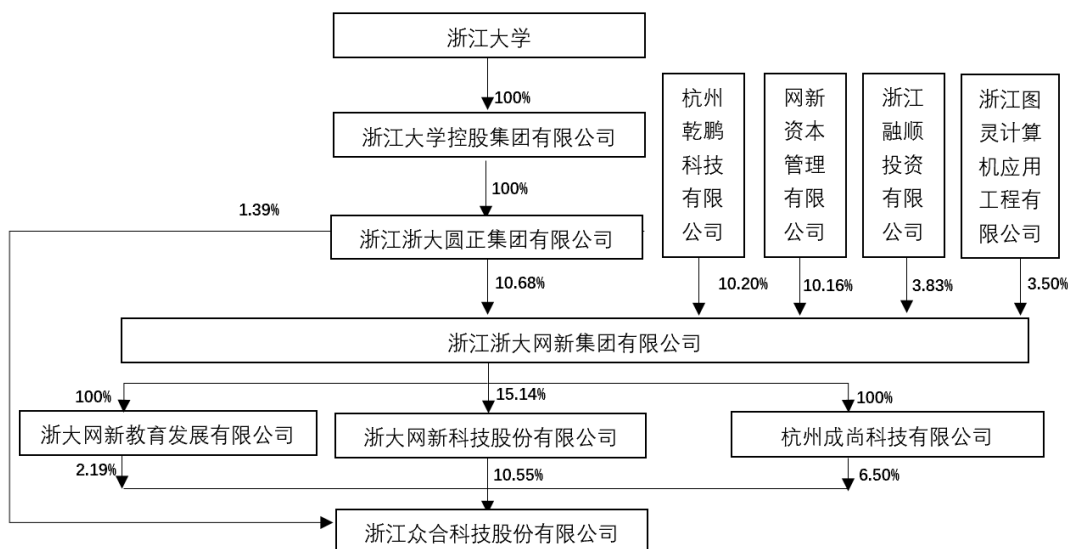 浙江大学
100%
浙江大学控股集团有限公司
100%
1.39%
浙江浙大圆正集团有限公司
杭州
乾鹏
科技
有限
公司
网新
资本
管理
有限
公司
浙江
融顺
投资
有限
公司
浙江图
灵计算
机应用
工程有
限公司
10.68%
10.20%
10.16%
3.83%
3.50%
浙江浙大网新集团有限公司
100%
15.14%
100%
浙大网新教育发展有限公司
浙大网新科技股份有限公司
杭州成尚科技有限公司
2.19%
10.55%
6.50%
浙江众合科技股份有限公司